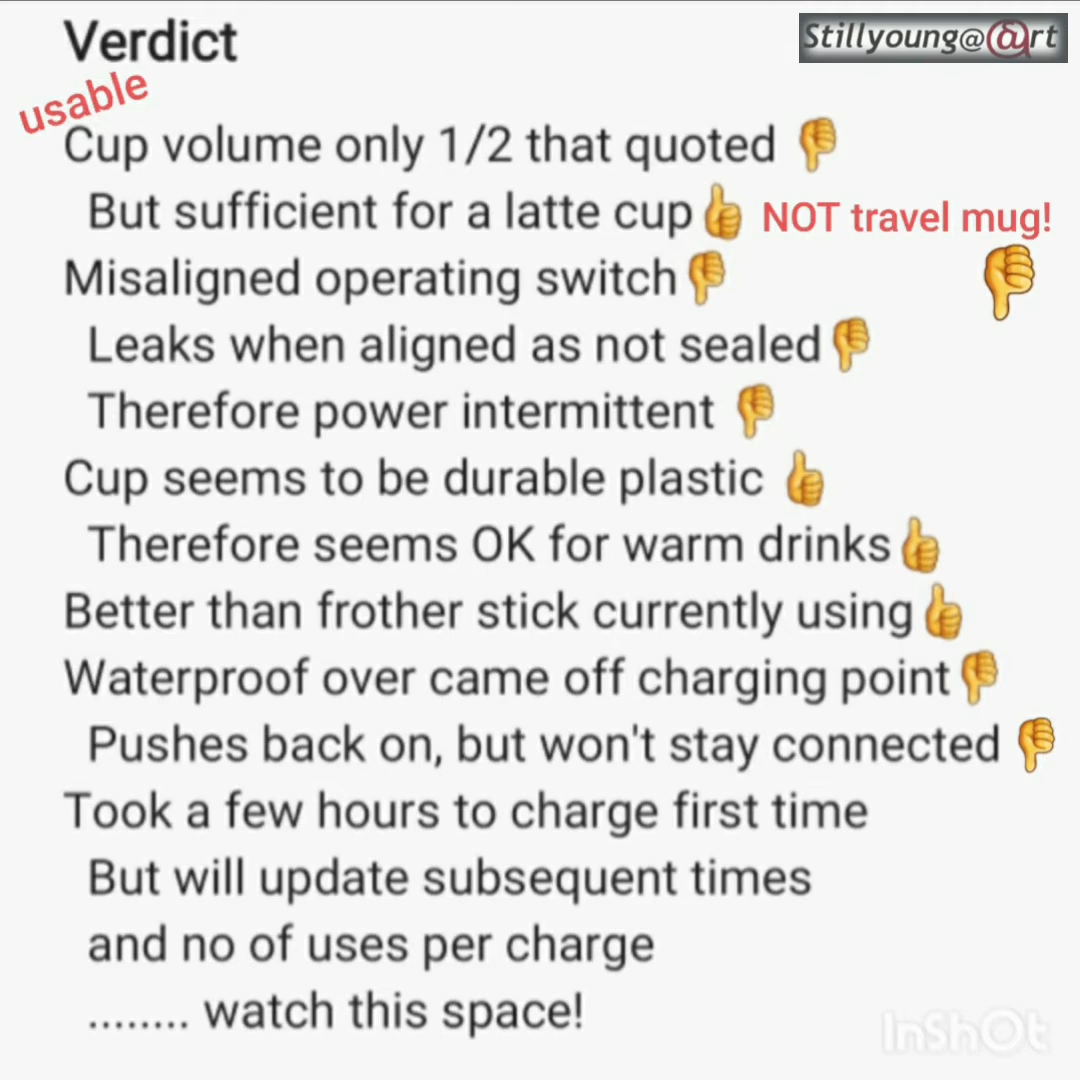 Verdict
Stillyoung@@rt
usable
Cup volume only 1/2 that quoted 👎
But sufficient for a latte cup👍 NOT travel mug!
👎
Misaligned operating switch👎
Leaks when aligned as not sealed👎
Therefore power intermittent 👎
Cup seems to be durable plastic 👍
Therefore seems OK for warm drinks👍
Better than frother stick currently using👍
Waterproof over came off charging point👎
Pushes back on, but won't stay connected 👎
Took a few hours to charge first time
But will update subsequent times
and no of uses per charge
........ watch this space!
InShOt